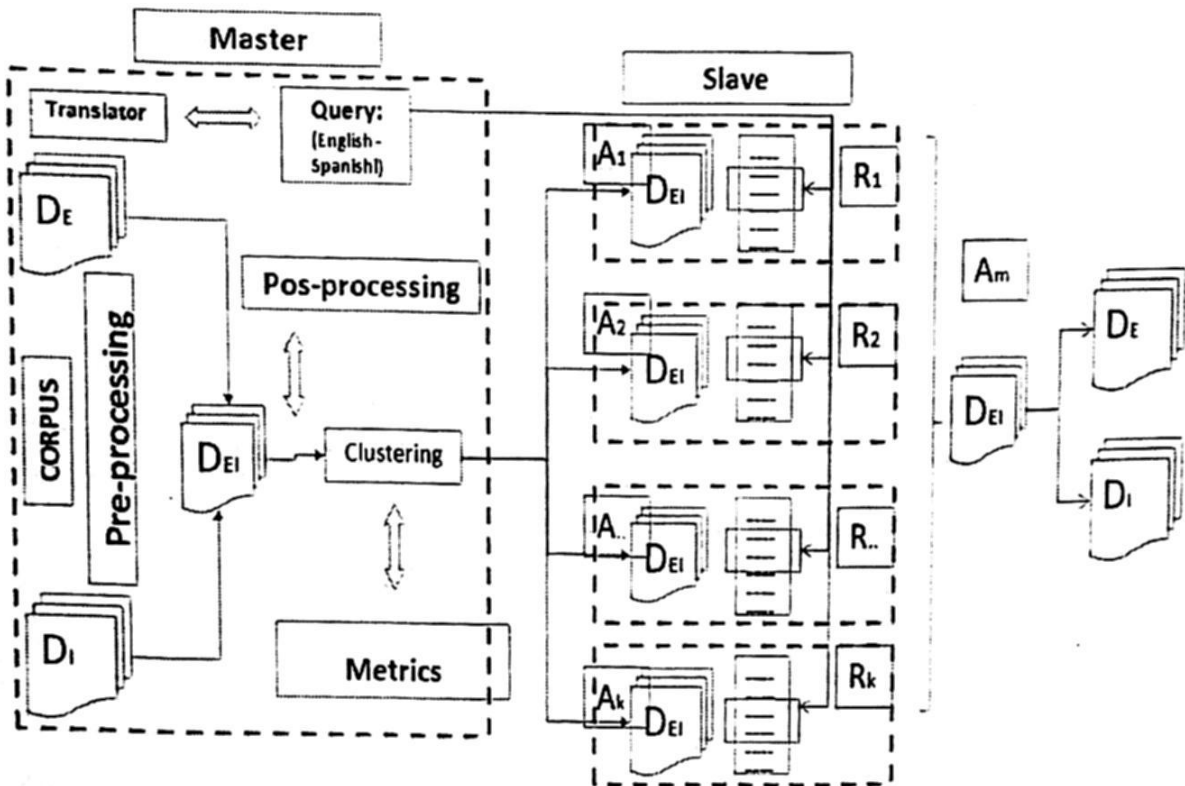 Master
Slave
Translator
Query:
(English -
Spanishl)
DE
Pos-processing
CORPUS
Pre-processing
DEI
Clustering
DI
Metrics
A1
DEI
R1
A2
DEI
R2
A..
DEI
R..
Ak
DEI
Rk
Am
DEI
DE
DI